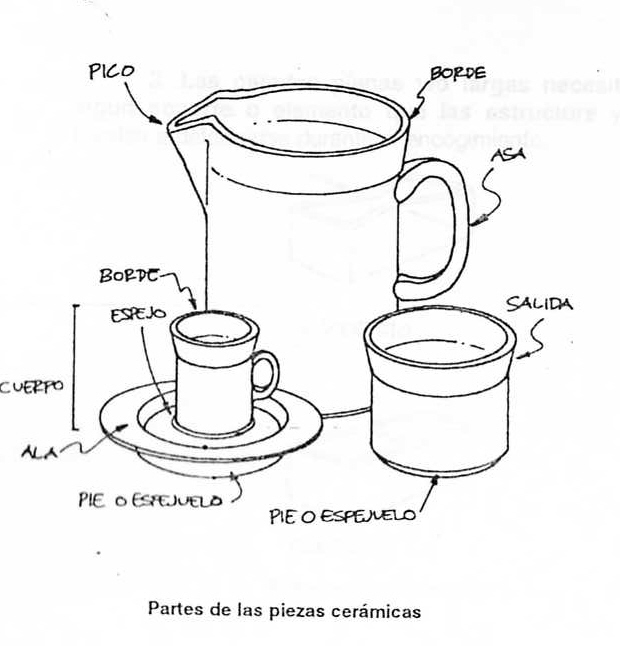 PICO
BORDE
ASA
BORDE
ESPEJO
SALIDA
CUERPO
ALA
PIE O ESPEJUELO
PIE O ESPEJUELO
Partes de las piezas cerámicas